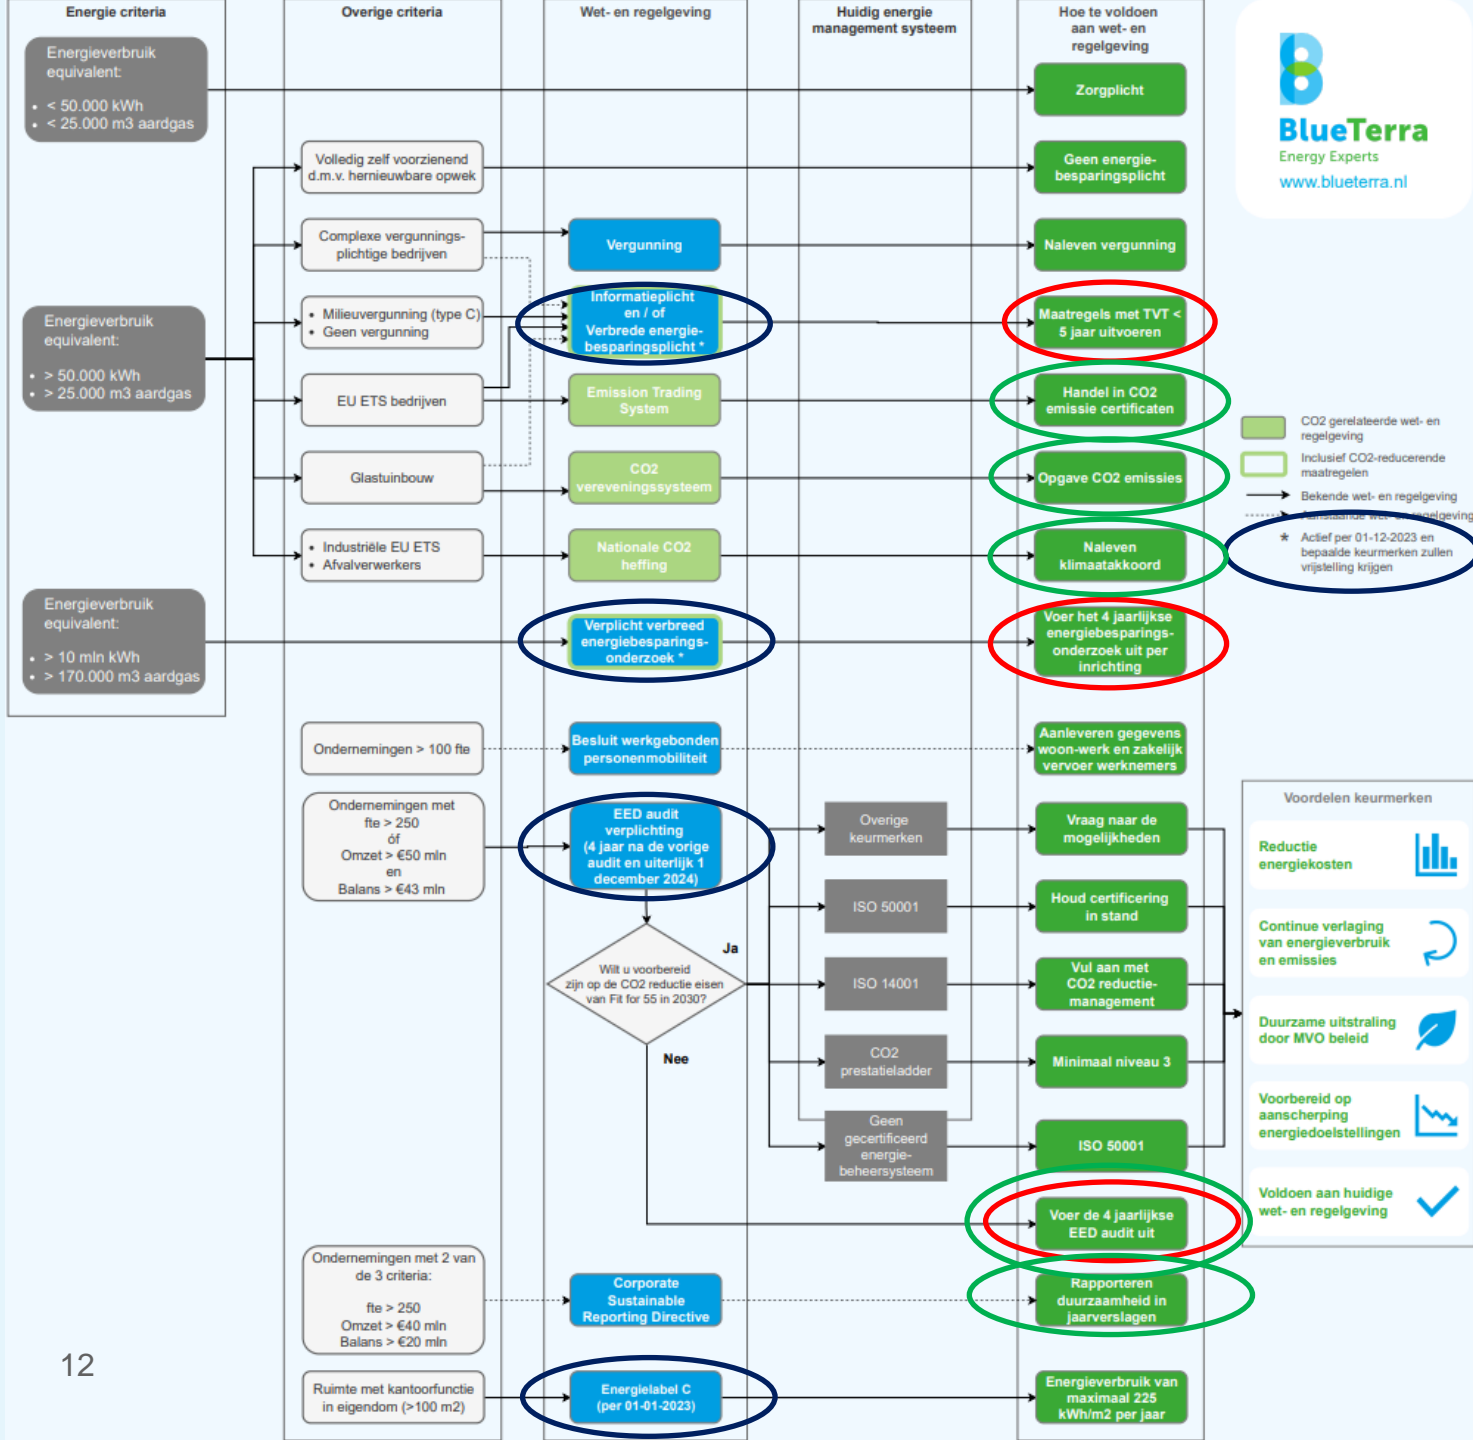 Energie criteria
Overige criteria
Wet- en regelgeving
Huidig energie
management systeem
Hoe te voldoen
aan wet- en
regelgeving
Energieverbruik
equivalent:
• < 50.000 kWh
• < 25.000 m3 aardgas
Zorgplicht
BlueTerra
Energy Experts
www.blueterra.nl
Volledig zelf voorzienend
d.m.v. hernieuwbare opwek
Geen energie-
besparingsplicht
Complexe vergunnings-
plichtige bedrijven
Vergunning
Naleven vergunning
Energieverbruik
equivalent:
• > 50.000 kWh
• > 25.000 m3 aardgas
• Milieuvergunning (type C)
• Geen vergunning
Informatieplicht
en / of
Verbrede energie-
besparingsplicht *
Maatregels met TVT <
5 jaar uitvoeren
EU ETS bedrijven
Emission Trading
System
Handel in CO2
emissie certificaten
Glastuinbouw
CO2
vereveningssysteem
Opgave CO2 emissies
• Industriële EU ETS
• Afvalverwerkers
Nationale CO2
heffing
Naleven
klimaatakkoord
CO2 gerelateerde wet- en
regelgeving
Inclusief CO2-reducerende
maatregelen
Bekende wet- en regelgeving
Aanstaande wet- en regelgeving
* Actief per 01-12-2023 en
bepaalde keurmerken zullen
vrijstelling krijgen
Energieverbruik
equivalent:
• > 10 mln kWh
• > 170.000 m3 aardgas
Verplicht verbreed
energiebesparings-
onderzoek *
Voer het 4 jaarlijkse
energiebesparings-
onderzoek uit per
inrichting
Ondernemingen > 100 fte
Besluit werkgebonden
personenmobiliteit
Aanleveren gegevens
woon-werk en zakelijk
vervoer werknemers
Ondernemingen met
fte > 250
óf
Omzet > €50 mln
en
Balans > €43 mln
EED audit
verplichting
(4 jaar na de vorige
audit en uiterlijk 1
december 2024)
Wilt u voorbereid
zijn op de CO2 reductie eisen
van Fit for 55 in 2030?
Ja
Nee
Overige
keurmerken
Vraag naar de
mogelijkheden
ISO 50001
Houd certificering
in stand
ISO 14001
Vul aan met
CO2 reductie-
management
CO2
prestatieladder
Minimaal niveau 3
Geen
gecertificeerd
energie-
beheersysteem
ISO 50001
Voer de 4 jaarlijkse
EED audit uit
Voordelen keurmerken
Reductie
energiekosten
Continue verlaging
van energieverbruik
en emissies
Duurzame uitstraling
door MVO beleid
Voorbereid op
aanscherping
energiedoelstellingen
Voldoen aan huidige
wet- en regelgeving
Ondernemingen met 2 van
de 3 criteria:
fte > 250
Omzet > €40 mln
Balans > €20 mln
Corporate
Sustainable
Reporting Directive
Rapporteren
duurzaamheid in
jaarverslagen
Ruimte met kantoorfunctie
in eigendom (>100 m2)
Energielabel C
(per 01-01-2023)
Energieverbruik van
maximaal 225
kWh/m2 per jaar
12